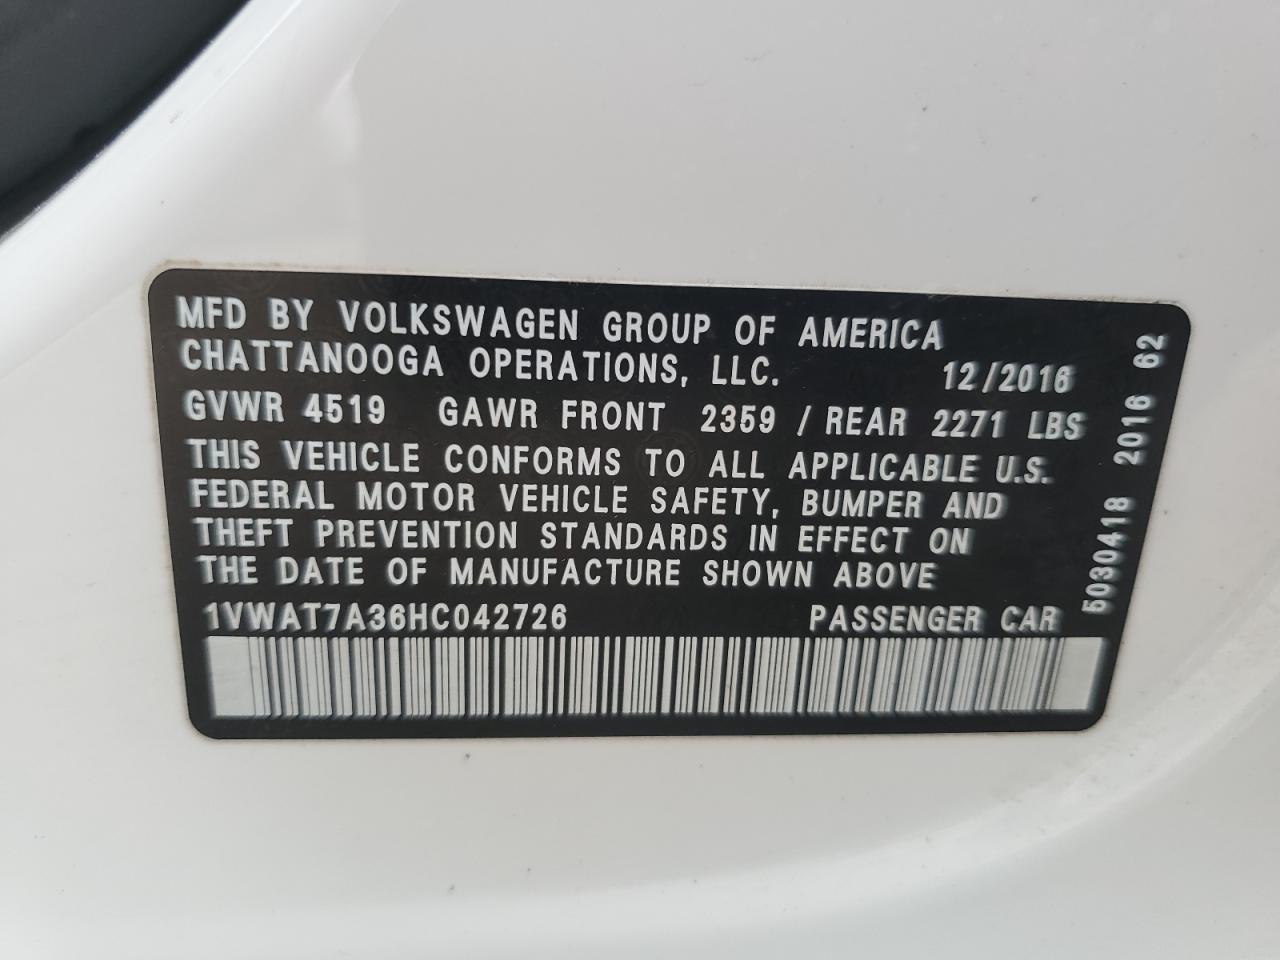 MFD BY VOLKSWAGEN GROUP OF AMERICA
CHATTANOOGA OPERATIONS, LLC. 12/2016
GVWR 4519 GAWR FRONT 2359 / REAR 2271 LBS
THIS VEHICLE CONFORMS TO ALL APPLICABLE U.S.
FEDERAL MOTOR VEHICLE SAFETY, BUMPER AND
THEFT PREVENTION STANDARDS IN EFFECT ON
THE DATE OF MANUFACTURE SHOWN ABOVE
1VWAT7A36HC042726 PASSENGER CAR
5030418 2016 62